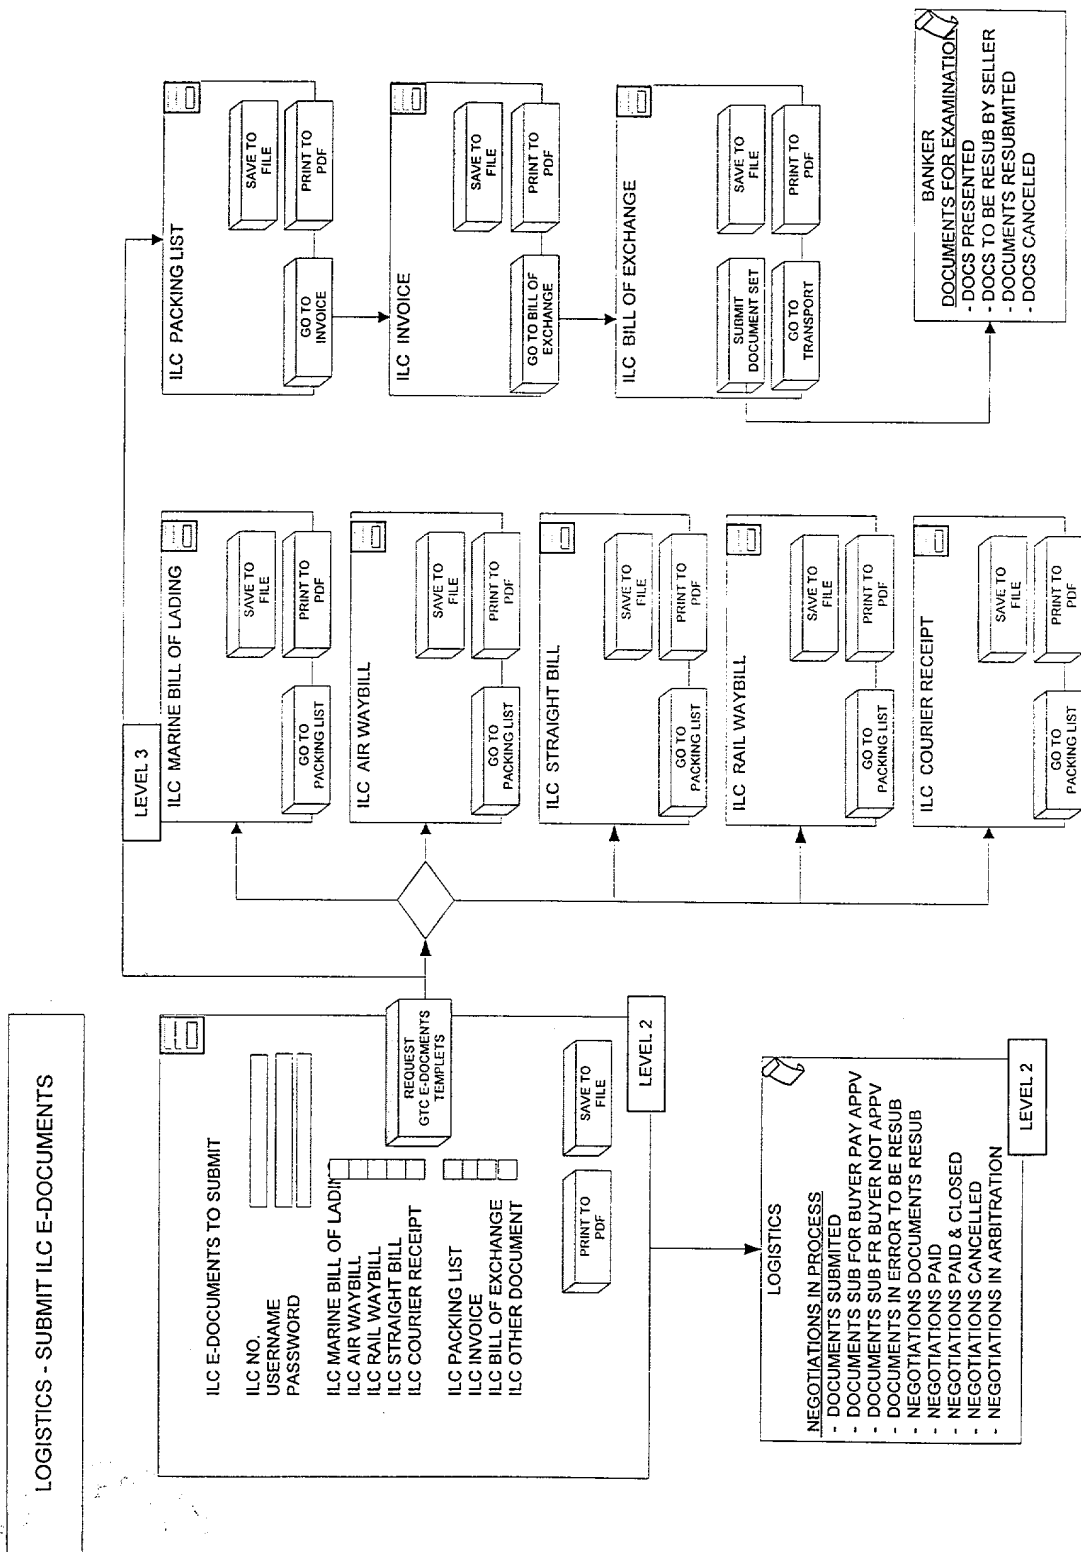 LOGISTICS - SUBMIT ILC E-DOCUMENTS
ILC E-DOCUMENTS TO SUBMIT
ILC NO.
USERNAME
PASSWORD
ILC MARINE BILL OF LADIN
ILC AIR WAYBILL
ILC RAIL WAYBILL
ILC STRAIGHT BILL
ILC COURIER RECEIPT
ILC PACKING LIST
ILC INVOICE
ILC BILL OF EXCHANGE
ILC OTHER DOCUMENT
REQUEST
GTC E-DOCMENTS
TEMPLETS
PRINT TO
PDF
SAVE TO
FILE
LEVEL 2
LOGISTICS
NEGOTIATIONS IN PROCESS
- DOCUMENTS SUBMITED
- DOCUMENTS SUB FOR BUYER PAY APPV
- DOCUMENTS SUB FR BUYER NOT APPV
- DOCUMENTS IN ERROR TO BE RESUB
- NEGOTIATIONS DOCUMENTS RESUB
- NEGOTIATIONS PAID
- NEGOTIATIONS PAID & CLOSED
- NEGOTIATIONS CANCELLED
- NEGOTIATIONS IN ARBITRATION
LEVEL 2
LEVEL 3
ILC MARINE BILL OF LADING
GO TO
PACKING LIST
SAVE TO
FILE
PRINT TO
PDF
ILC AIR WAYBILL
GO TO
PACKING LIST
SAVE TO
FILE
PRINT TO
PDF
ILC STRAIGHT BILL
GO TO
PACKING LIST
SAVE TO
FILE
PRINT TO
PDF
ILC RAIL WAYBILL
GO TO
PACKING LIST
SAVE TO
FILE
PRINT TO
PDF
ILC COURIER RECEIPT
GO TO
PACKING LIST
SAVE TO
FILE
PRINT TO
PDF
ILC PACKING LIST
GO TO
INVOICE
SAVE TO
FILE
PRINT TO
PDF
ILC INVOICE
GO TO BILL OF
EXCHANGE
SAVE TO
FILE
PRINT TO
PDF
ILC BILL OF EXCHANGE
SUBMIT
DOCUMENT SET
GO TO
TRANSPORT
SAVE TO
FILE
PRINT TO
PDF
BANKER
DOCUMENTS FOR EXAMINATION
- DOCS PRESENTED
- DOCS TO BE RESUB BY SELLER
- DOCUMENTS RESUBMITED
- DOCS CANCELED